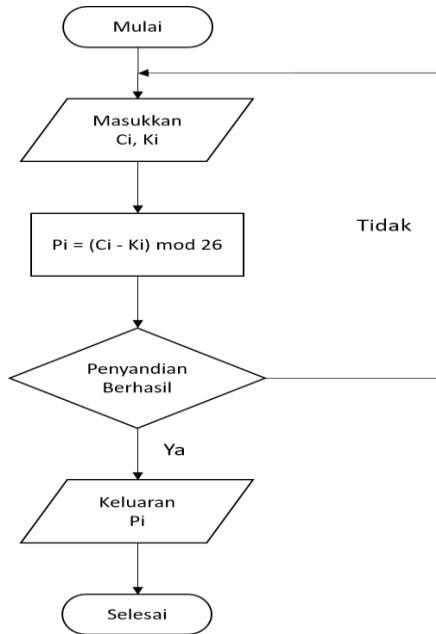 Mulai
Masukkan
Ci, Ki
Pi = (Ci - Ki) mod 26
Tidak
Penyandian
Berhasil
Ya
Keluaran
Pi
Selesai